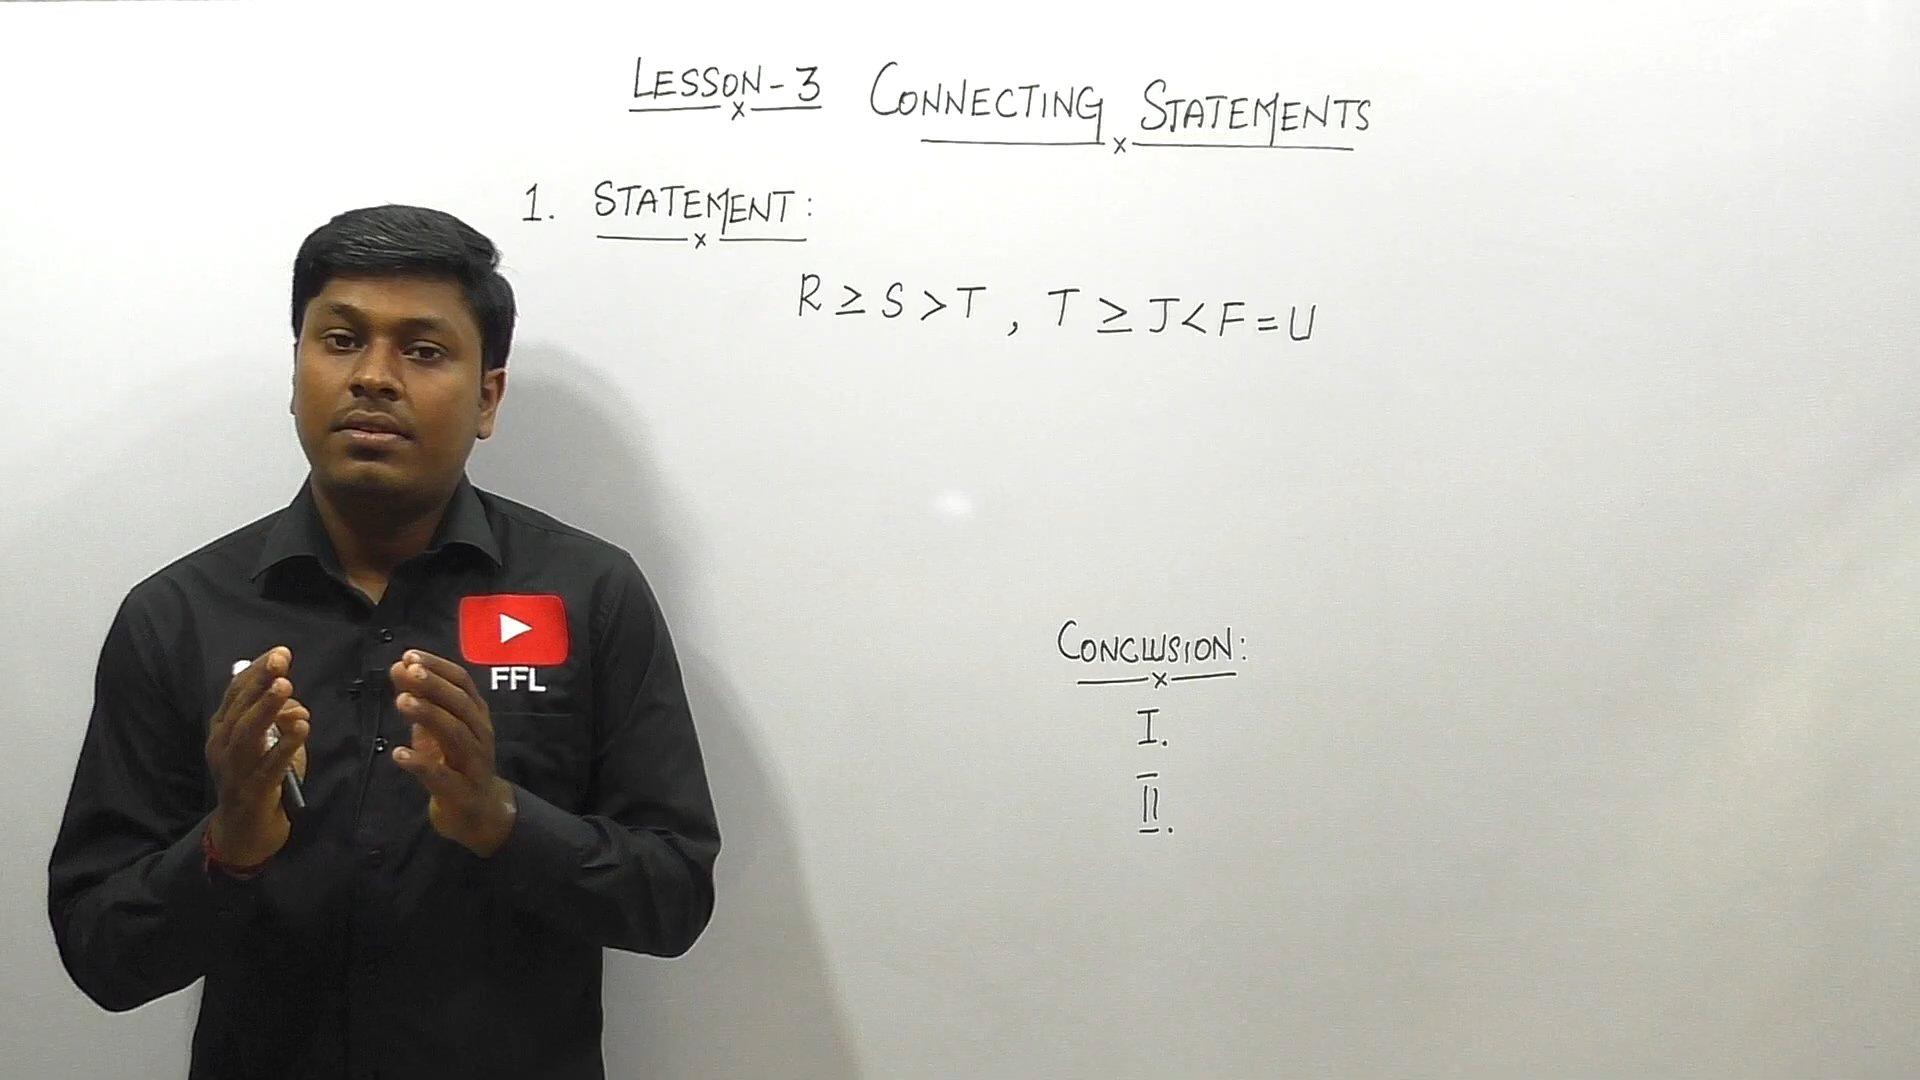 LESSON-3 CONNECTING STATEMENTS
1. STATEMENT:
R ≥ S > T , T ≥ J < F = U
FFL
CONCLUSION:
I.
II.